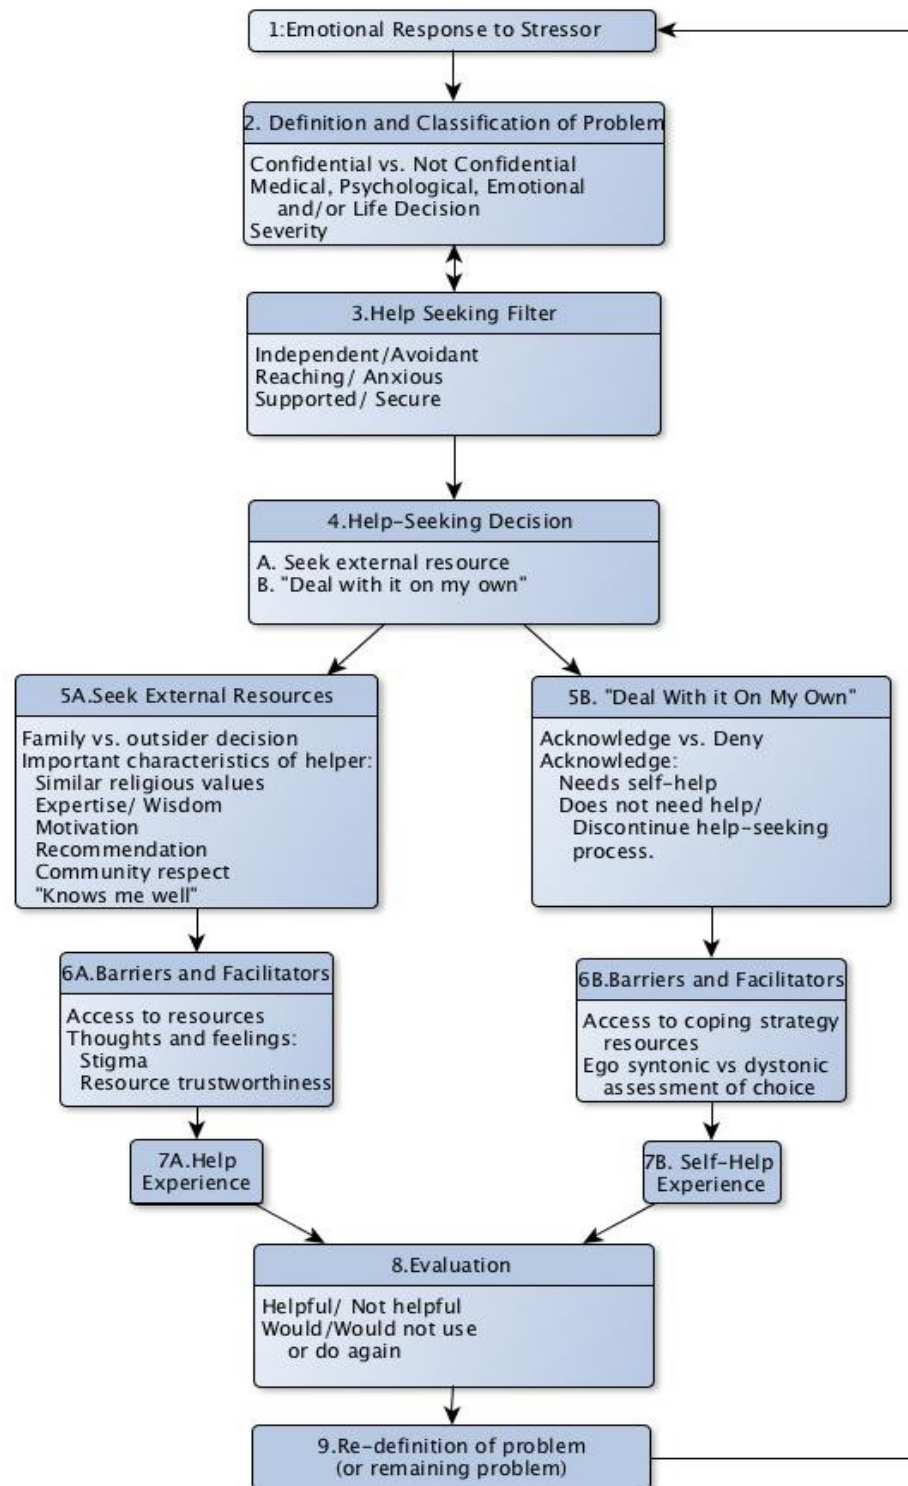 1:Emotional Response to Stressor
2. Definition and Classification of Problem
Confidential vs. Not Confidential
Medical, Psychological, Emotional
and/or Life Decision
Severity
3.Help Seeking Filter
Independent/Avoidant
Reaching/ Anxious
Supported/ Secure
4.Help-Seeking Decision
A. Seek external resource
B. "Deal with it on my own"
5A.Seek External Resources
Family vs. outsider decision
Important characteristics of helper:
Similar religious values
Expertise/ Wisdom
Motivation
Recommendation
Community respect
"Knows me well"
5B. "Deal With it On My Own"
Acknowledge vs. Deny
Acknowledge:
Needs self-help
Does not need help/
Discontinue help-seeking
process.
6A.Barriers and Facilitators
Access to resources
Thoughts and feelings:
Stigma
Resource trustworthiness
6B.Barriers and Facilitators
Access to coping strategy
resources
Ego syntonic vs dystonic
assessment of choice
7A.Help
Experience
7B. Self-Help
Experience
8.Evaluation
Helpful/ Not helpful
Would/Would not use
or do again
9.Re-definition of problem
(or remaining problem)